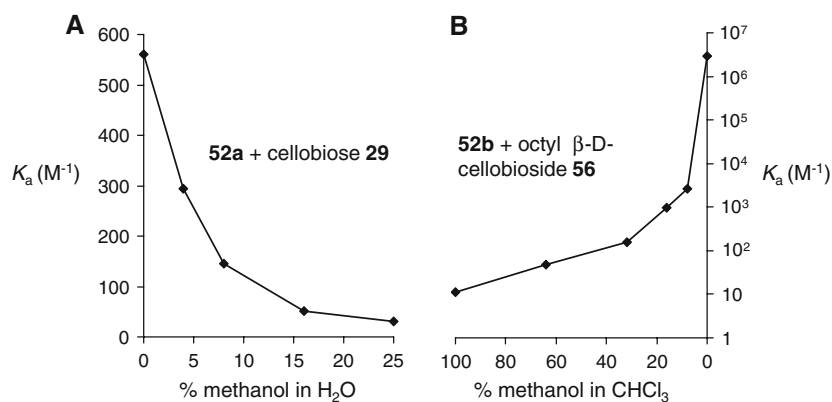 A
600
500
400
300
200
100
0
K_a (M⁻¹)
52a + cellobiose 29
0 5 10 15 20 25
% methanol in H₂O
B
10⁷
10⁶
10⁵
10⁴
10³
10²
10
1
K_a (M⁻¹)
52b + octyl β-D-
cellobioside 56
100 80 60 40 20 0
% methanol in CHCl₃